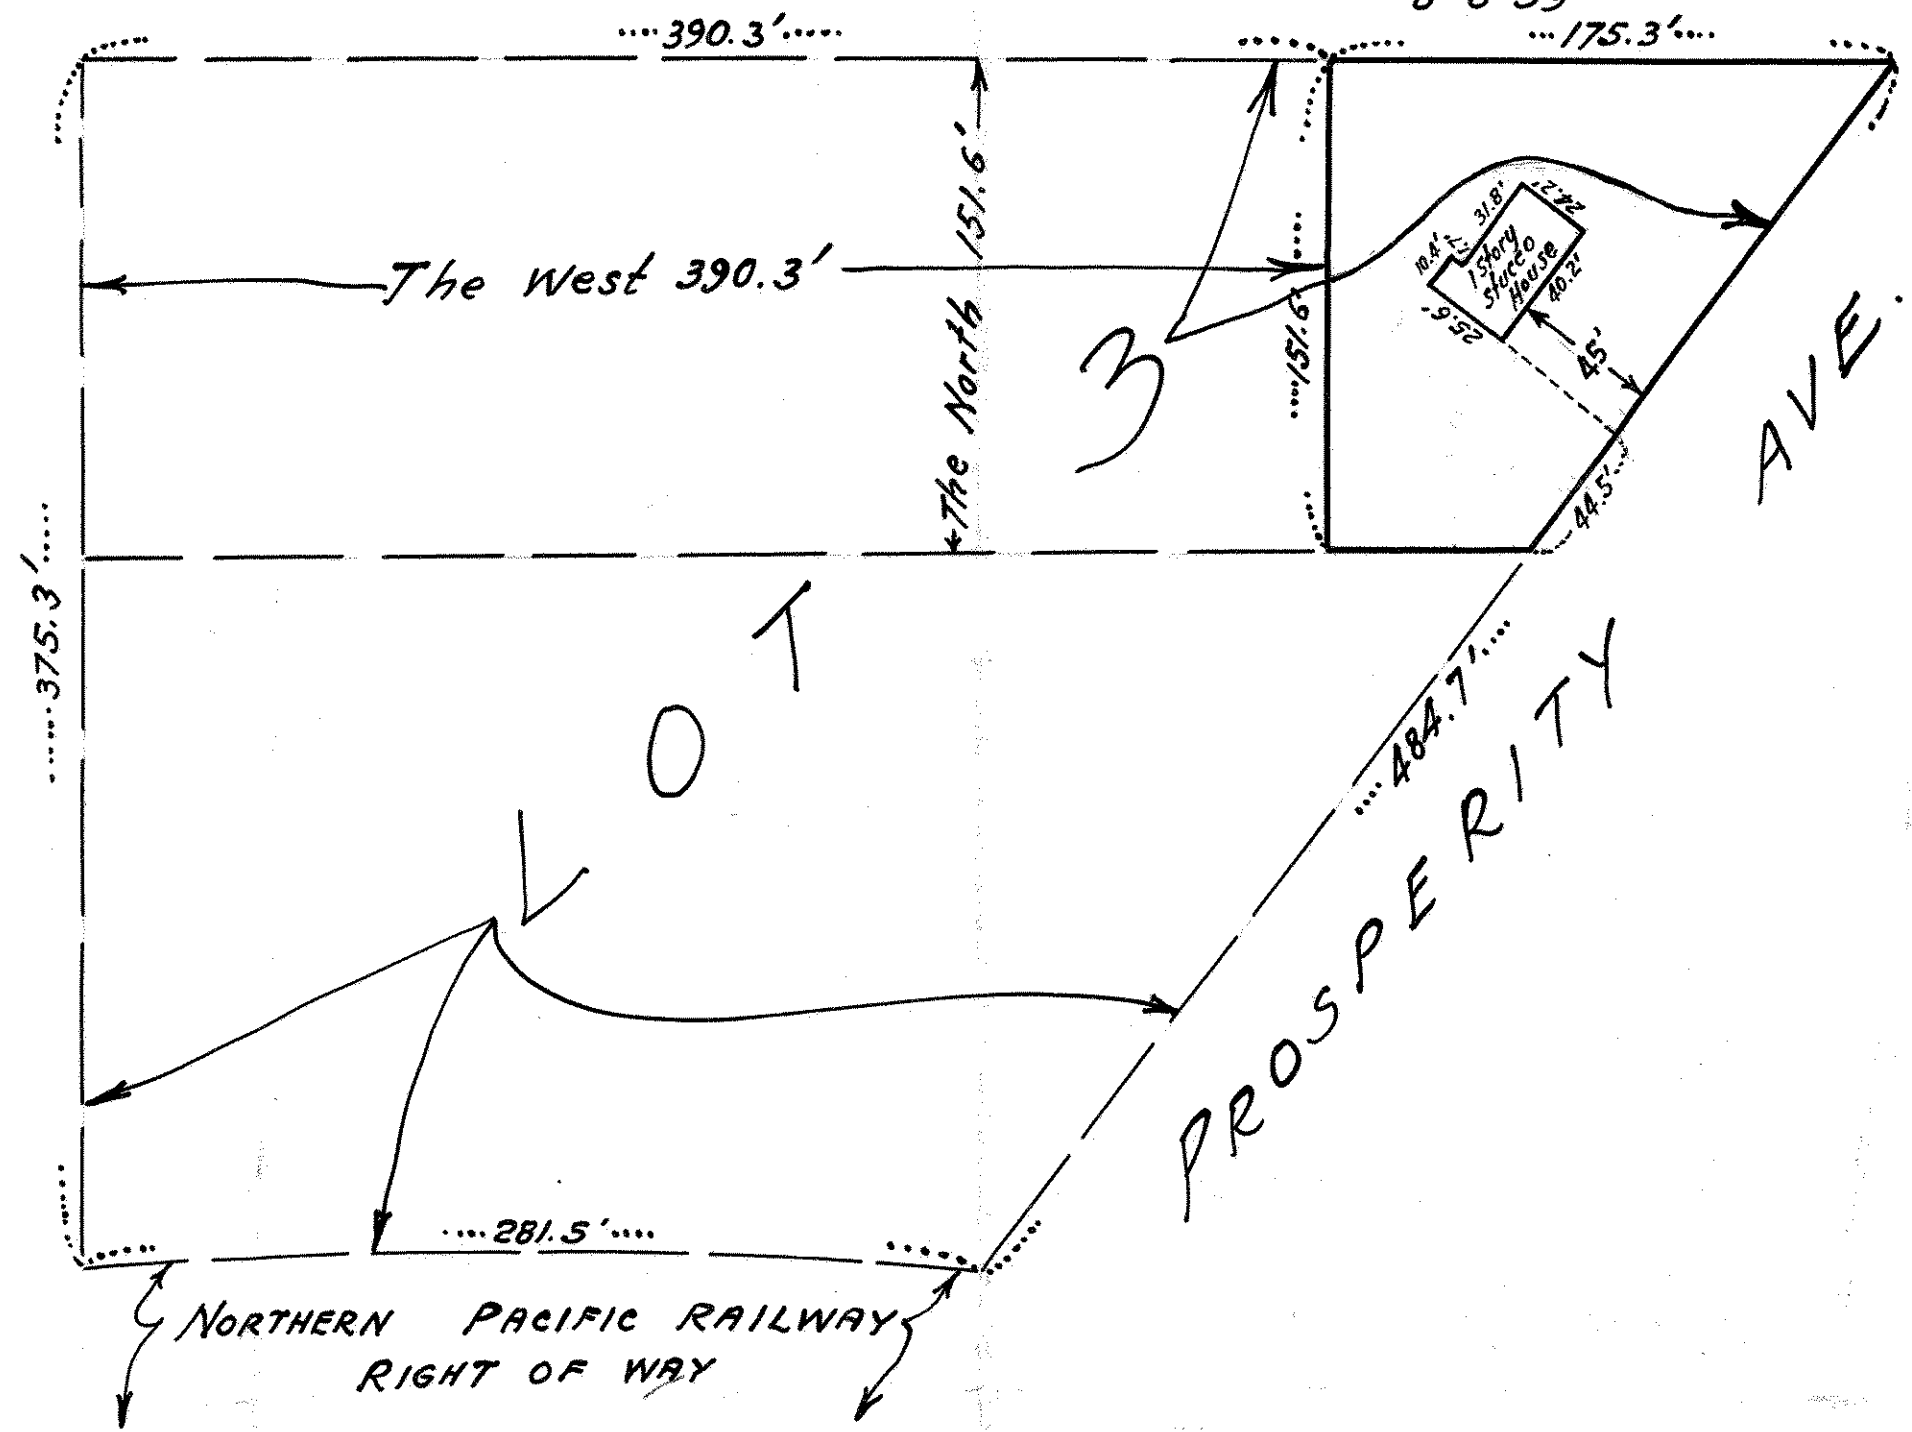 390.3'
175.3'
The West 390.3'
The North 151.6'
151.6'
3
10.4'
31.8'
24.2'
1 Story
Stucco
House
40.2'
25.6'
45'
44.5'
375.3'
LOT
484.7'
PROSPERITY AVE.
281.5'
NORTHERN PACIFIC RAILWAY
RIGHT OF WAY